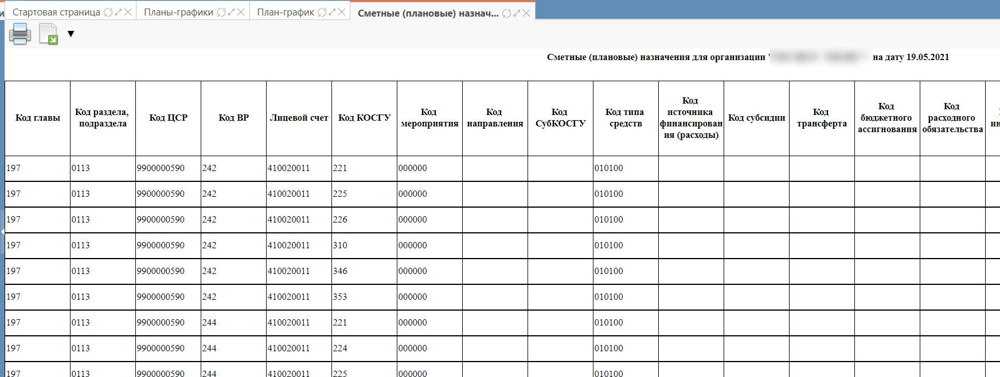 Стартовая страница Планы-графики План-график Сметные (плановые) назнач...
Сметные (плановые) назначения для организации " на дату 19.05.2021
Код главы
Код раздела, подраздела
Код ЦСР
Код ВР
Лицевой счет
Код КОСГУ
Код мероприятия
Код направления
Код СубКОСГУ
Код типа средств
Код источника финансирован ия (расходы)
Код субсидии
Код трансферта
Код бюджетного ассигнования
Код расходного обязательства
197 0113 9900000590 242 410020011 221 000000 010100
197 0113 9900000590 242 410020011 225 000000 010100
197 0113 9900000590 242 410020011 226 000000 010100
197 0113 9900000590 242 410020011 310 000000 010100
197 0113 9900000590 242 410020011 346 000000 010100
197 0113 9900000590 242 410020011 353 000000 010100
197 0113 9900000590 244 410020011 221 000000 010100
197 0113 9900000590 244 410020011 224 000000 010100
197 0113 9900000590 244 410020011 225 000000 010100